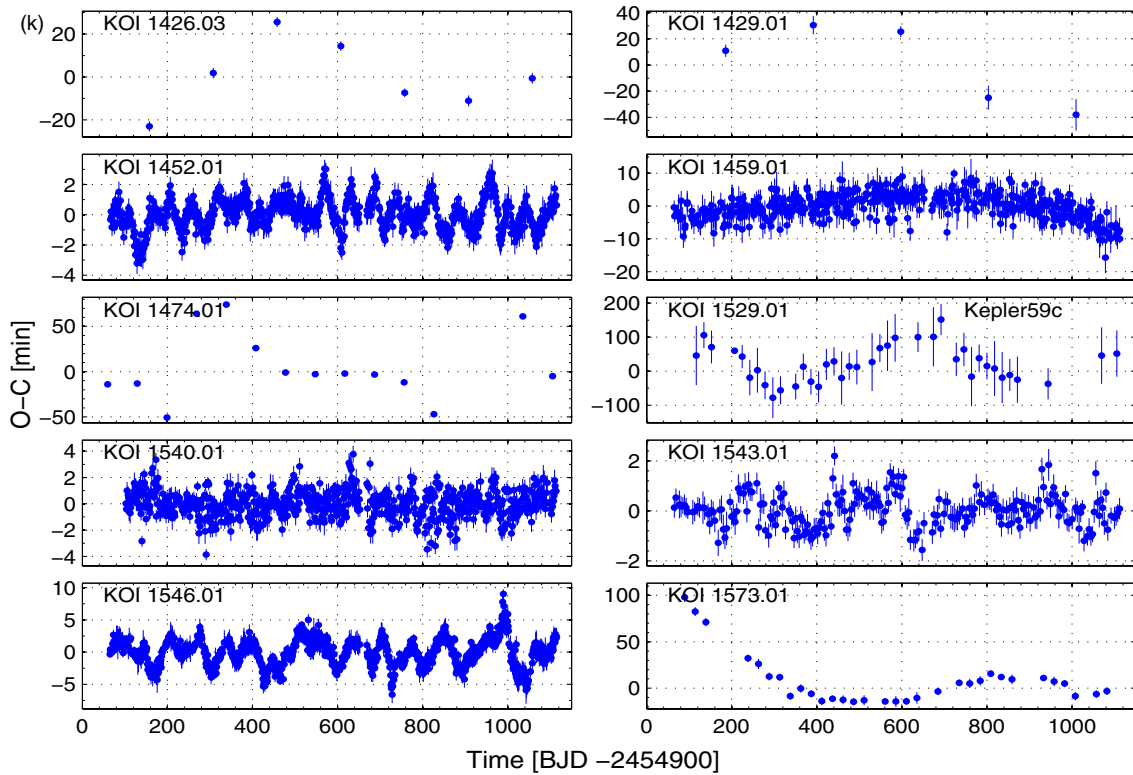 (k)
KOI 1426.03
20
0
−20
KOI 1429.01
40
20
0
−20
−40
KOI 1452.01
2
0
−2
−4
KOI 1459.01
10
0
−10
−20
KOI 1474.01
50
0
−50
KOI 1529.01 Kepler59c
200
100
0
−100
KOI 1540.01
4
2
0
−2
−4
KOI 1543.01
2
0
−2
KOI 1546.01
10
5
0
−5
0 200 400 600 800 1000
KOI 1573.01
100
50
0
0 200 400 600 800 1000
O−C [min]
Time [BJD −2454900]